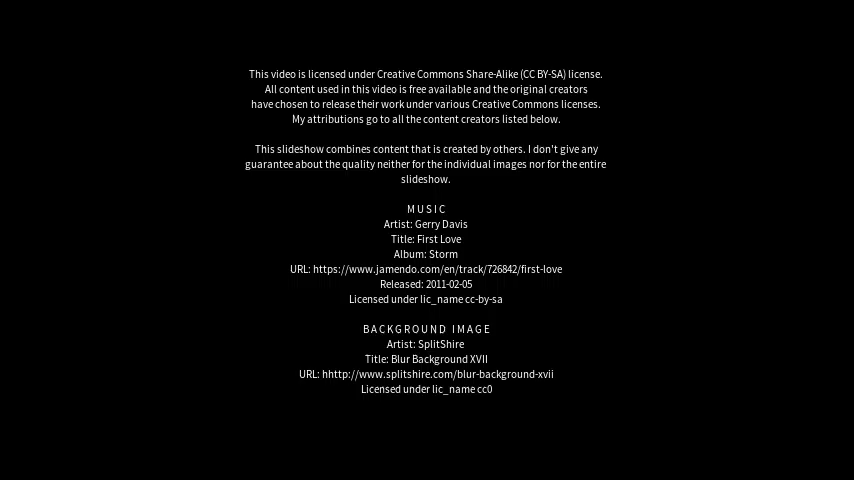 This video is licensed under Creative Commons Share-Alike (CC BY-SA) license.
All content used in this video is free available and the original creators
have chosen to release their work under various Creative Commons licenses.
My attributions go to all the content creators listed below.
This slideshow combines content that is created by others. I don't give any
guarantee about the quality neither for the individual images nor for the entire
slideshow.
MUSIC
Artist: Gerry Davis
Title: First Love
Album: Storm
URL: https://www.jamendo.com/en/track/726842/first-love
Released: 2011-02-05
Licensed under lic_name cc-by-sa
BACKGROUND IMAGE
Artist: SplitShire
Title: Blur Background XVII
URL: hhttp://www.splitshire.com/blur-background-xvii
Licensed under lic_name cc0